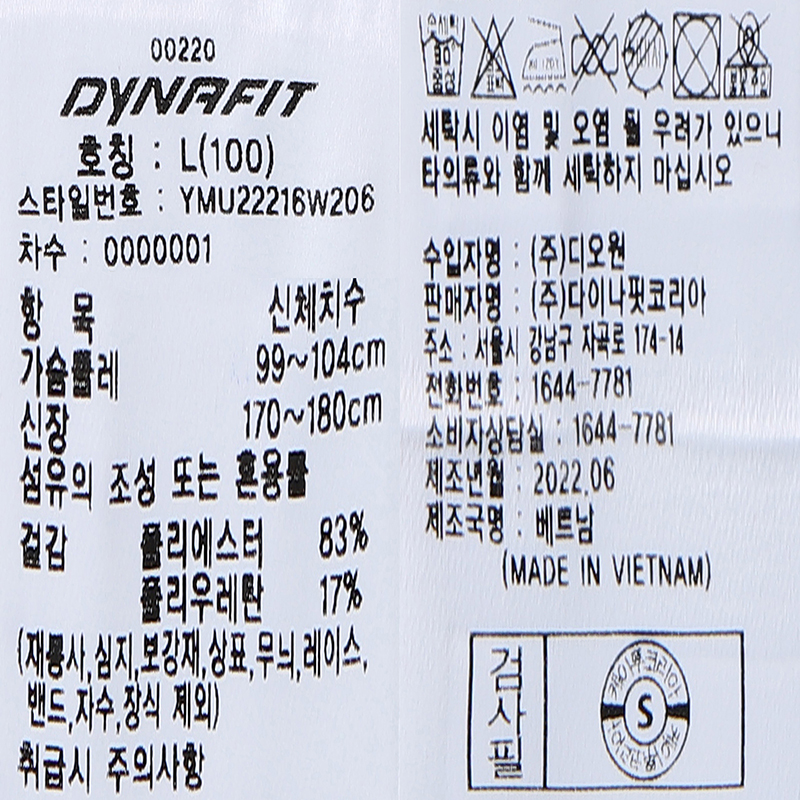 00220
DYNAFIT
호칭 : L(100)
스타일번호 : YMU22216W206
차수 : 0000001
항 목 신체치수
가슴둘레 99~104cm
신장 170~180cm
섬유의 조성 또는 혼용률
겉감 폴리에스터 83%
폴리우레탄 17%
(재봉사,심지,보강재,상표,무늬,레이스,
밴드,자수,장식 제외)
취급시 주의사항
30° 중성
표백
세탁시 이염 및 오염 될 우려가 있으니
타의류와 함께 세탁하지 마십시오
수입자명 : (주)디오원
판매자명 : (주)다이나핏코리아
주소 : 서울시 강남구 자곡로 174-14
전화번호 : 1644-7781
소비자상담실 : 1644-7781
제조년월 : 2022.06
제조국명 : 베트남
(MADE IN VIETNAM)
검사필
S